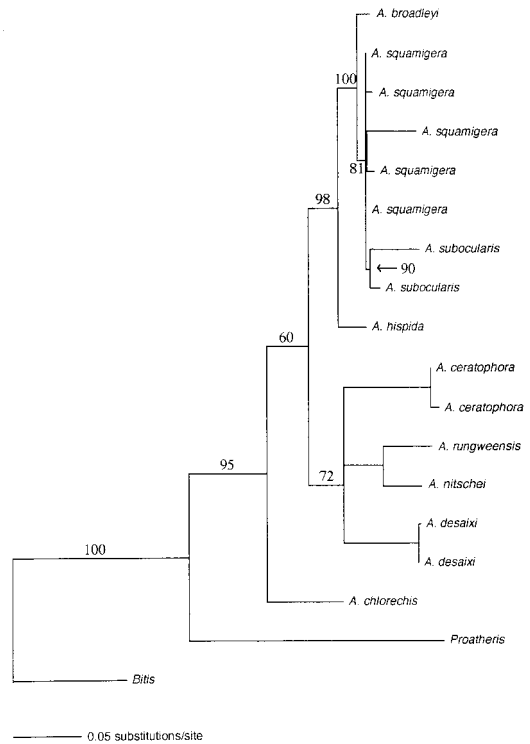 A. broadleyi
A. squamigera
100
A. squamigera
A. squamigera
81
A. squamigera
98
A. squamigera
A. subocularis
90
A. subocularis
A. hispida
60
A. ceratophora
A. ceratophora
A. rungweensis
72
A. nitschei
95
A. desaixi
A. desaixi
100
A. chlorechis
Proatheris
Bitis
0.05 substitutions/site